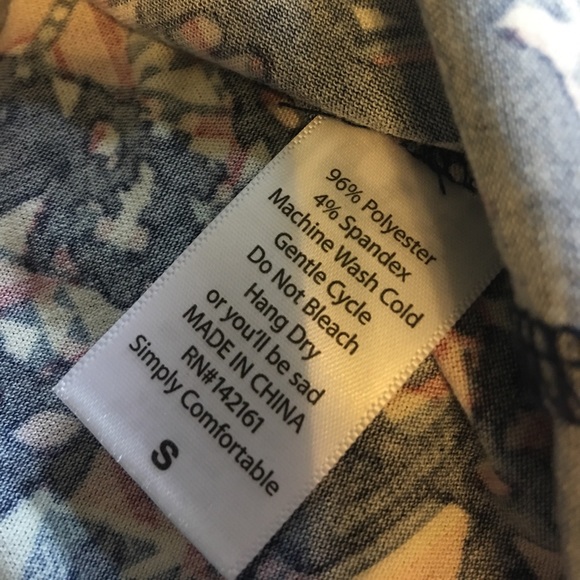 96% Polyester
4% Spandex
Machine Wash Cold
Gentle Cycle
Do Not Bleach
Hang Dry
or you'll be sad
MADE IN CHINA
RN#142161
Simply Comfortable
S